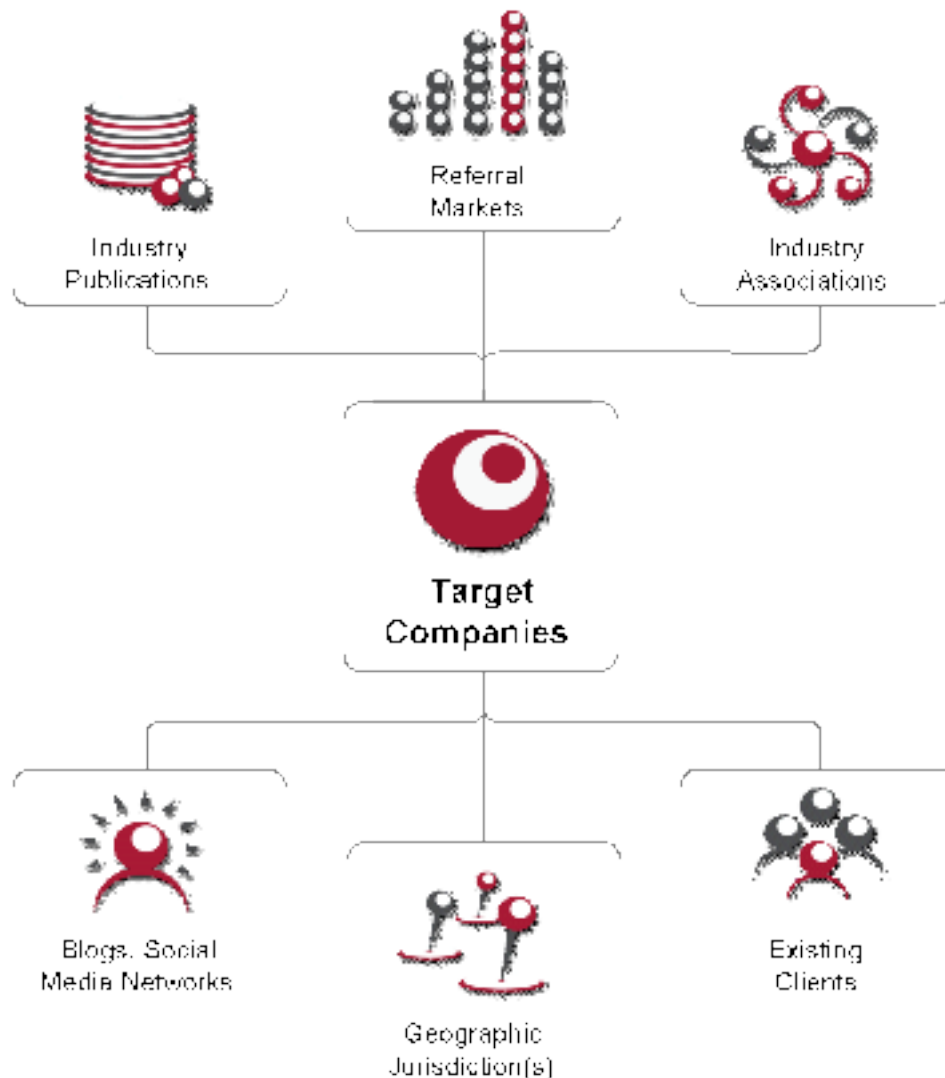 Referral
Markets
Industry
Publications
Industry
Associations
Target
Companies
Blogs, Social
Media Networks
Existing
Clients
Geographic
Jurisdiction(s)